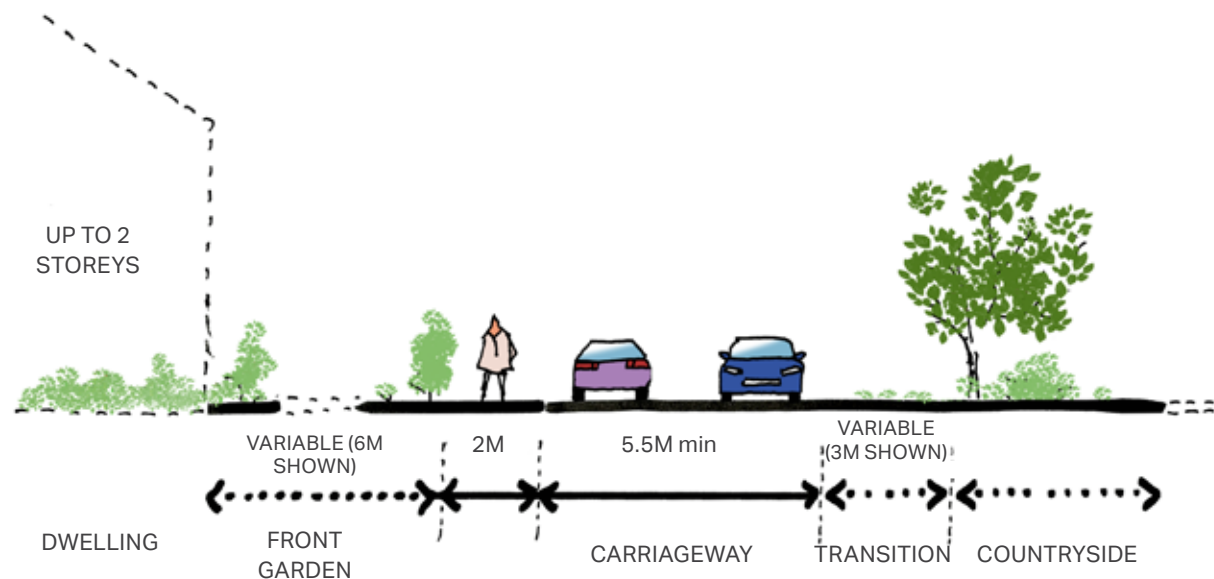 UP TO 2
STOREYS
VARIABLE (6M
SHOWN)
2M
5.5M min
VARIABLE
(3M SHOWN)
DWELLING
FRONT
GARDEN
CARRIAGEWAY
TRANSITION
COUNTRYSIDE